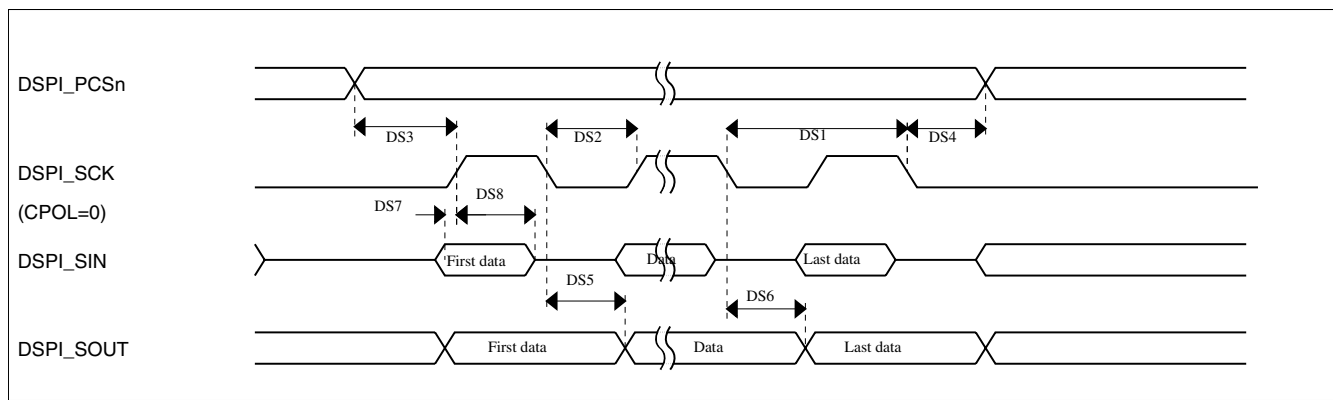 DSPI_PCSn
DS3
DS2
DS1
DS4
DSPI_SCK
(CPOL=0)
DS7
DS8
DSPI_SIN
First data
Data
Last data
DS5
DS6
DSPI_SOUT
First data
Data
Last data